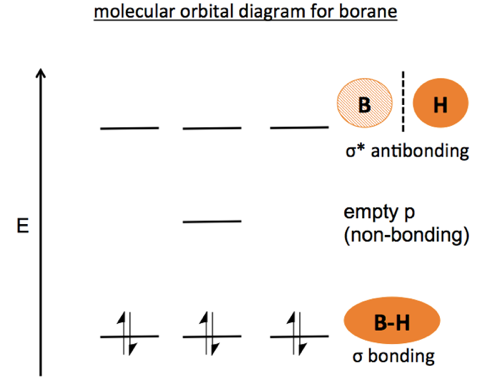 molecular orbital diagram for borane
B
H
σ* antibonding
E
empty p
(non-bonding)
B-H
σ bonding